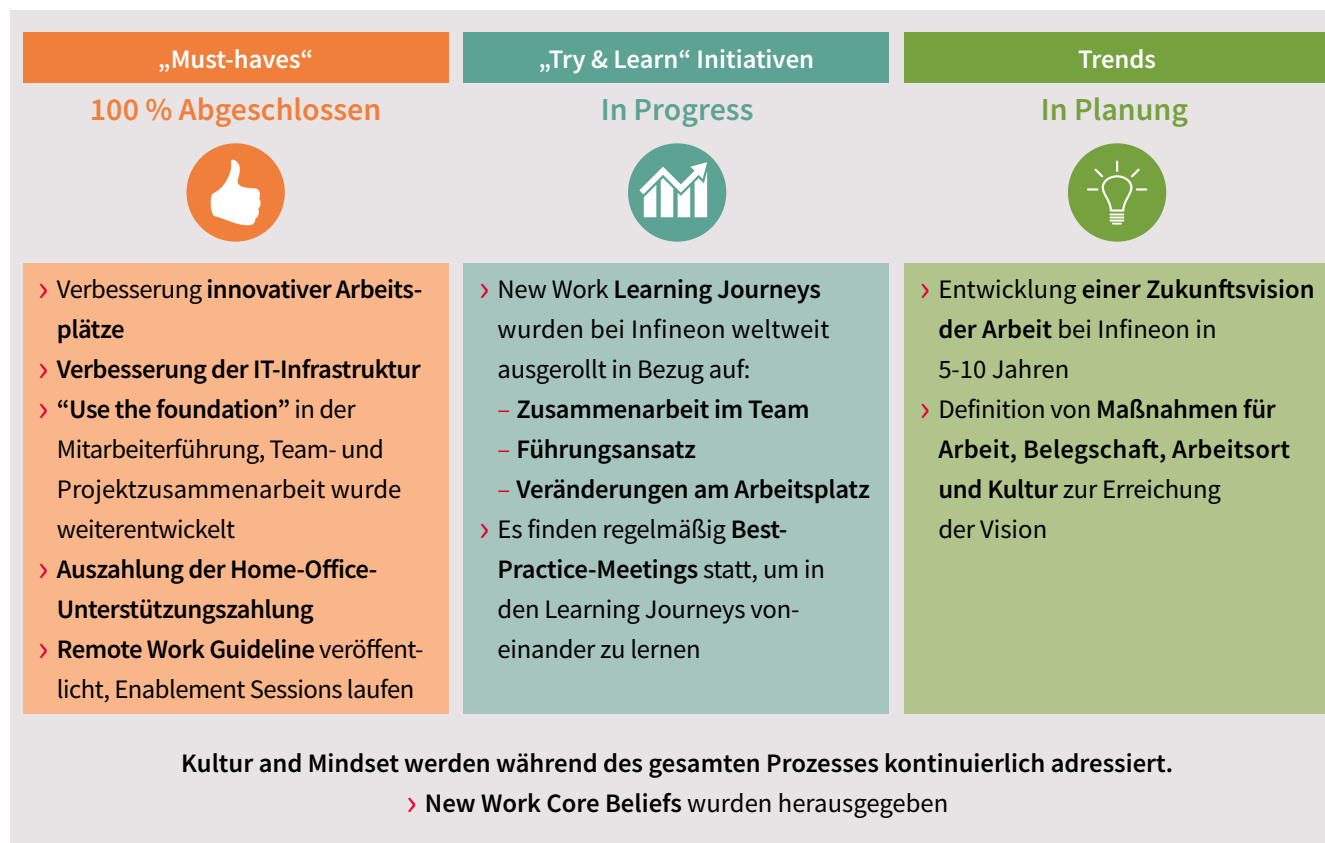 „Must-haves“
100 % Abgeschlossen
› Verbesserung innovativer Arbeits-
plätze
› Verbesserung der IT-Infrastruktur
› “Use the foundation” in der
Mitarbeiterführung, Team- und
Projektzusammenarbeit wurde
weiterentwickelt
› Auszahlung der Home-Office-
Unterstützungszahlung
› Remote Work Guideline veröffent-
licht, Enablement Sessions laufen
„Try & Learn“ Initiativen
In Progress
› New Work Learning Journeys
wurden bei Infineon weltweit
ausgerollt in Bezug auf:
– Zusammenarbeit im Team
– Führungsansatz
– Veränderungen am Arbeitsplatz
› Es finden regelmäßig Best-
Practice-Meetings statt, um in
den Learning Journeys von-
einander zu lernen
Trends
In Planung
› Entwicklung einer Zukunftsvision
der Arbeit bei Infineon in
5-10 Jahren
› Definition von Maßnahmen für
Arbeit, Belegschaft, Arbeitsort
und Kultur zur Erreichung
der Vision
Kultur and Mindset werden während des gesamten Prozesses kontinuierlich adressiert.
› New Work Core Beliefs wurden herausgegeben